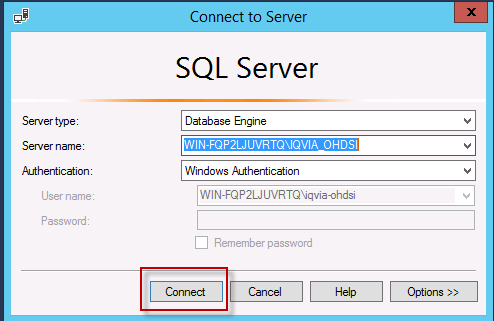 Connect to Server
x
SQL Server
Server type: Database Engine
Server name: WIN-FQP2LJUVRTQ\IQVIA_OHDSI
Authentication: Windows Authentication
User name: WIN-FQP2LJUVRTQ\iqvia-ohdsi
Password:
Remember password
Connect Cancel Help Options >>